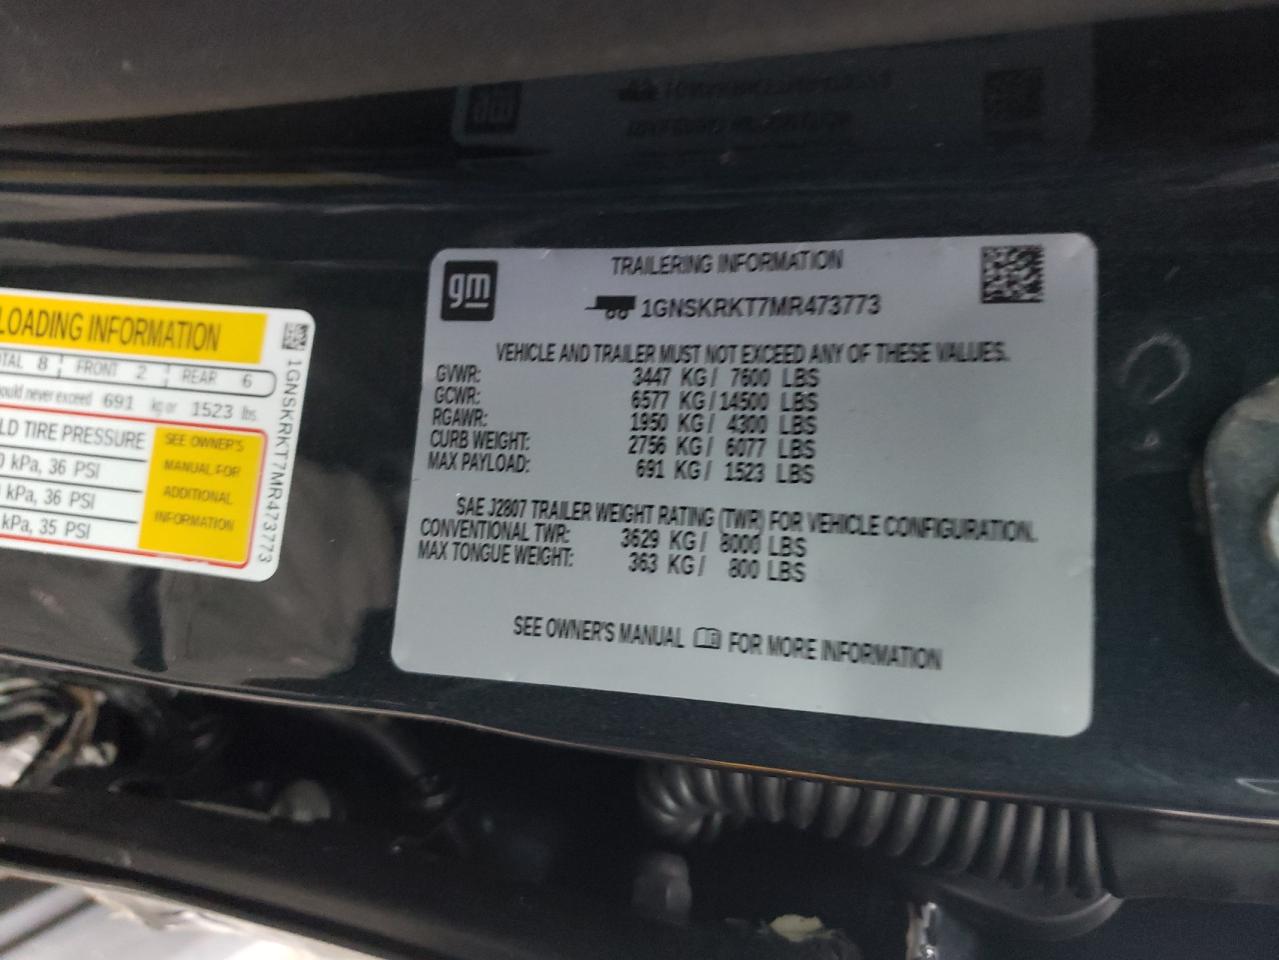 LOADING INFORMATION
TAL 8 FRONT 2 REAR 6
ould never exceed 691 kg or 1523 lbs.
LD TIRE PRESSURE
0 kPa, 36 PSI
kPa, 36 PSI
kPa, 35 PSI
SEE OWNER'S
MANUAL FOR
ADDITIONAL
INFORMATION
1GNSKRKT7MR473773
gm
TRAILERING INFORMATION
1GNSKRKT7MR473773
VEHICLE AND TRAILER MUST NOT EXCEED ANY OF THESE VALUES.
GVWR: 3447 KG/ 7600 LBS
GCWR: 6577 KG/14500 LBS
RGAWR: 1950 KG/ 4300 LBS
CURB WEIGHT: 2756 KG/ 6077 LBS
MAX PAYLOAD: 691 KG/ 1523 LBS
SAE J2807 TRAILER WEIGHT RATING (TWR) FOR VEHICLE CONFIGURATION.
CONVENTIONAL TWR: 3629 KG/ 8000 LBS
MAX TONGUE WEIGHT: 363 KG/ 800 LBS
SEE OWNER'S MANUAL FOR MORE INFORMATION